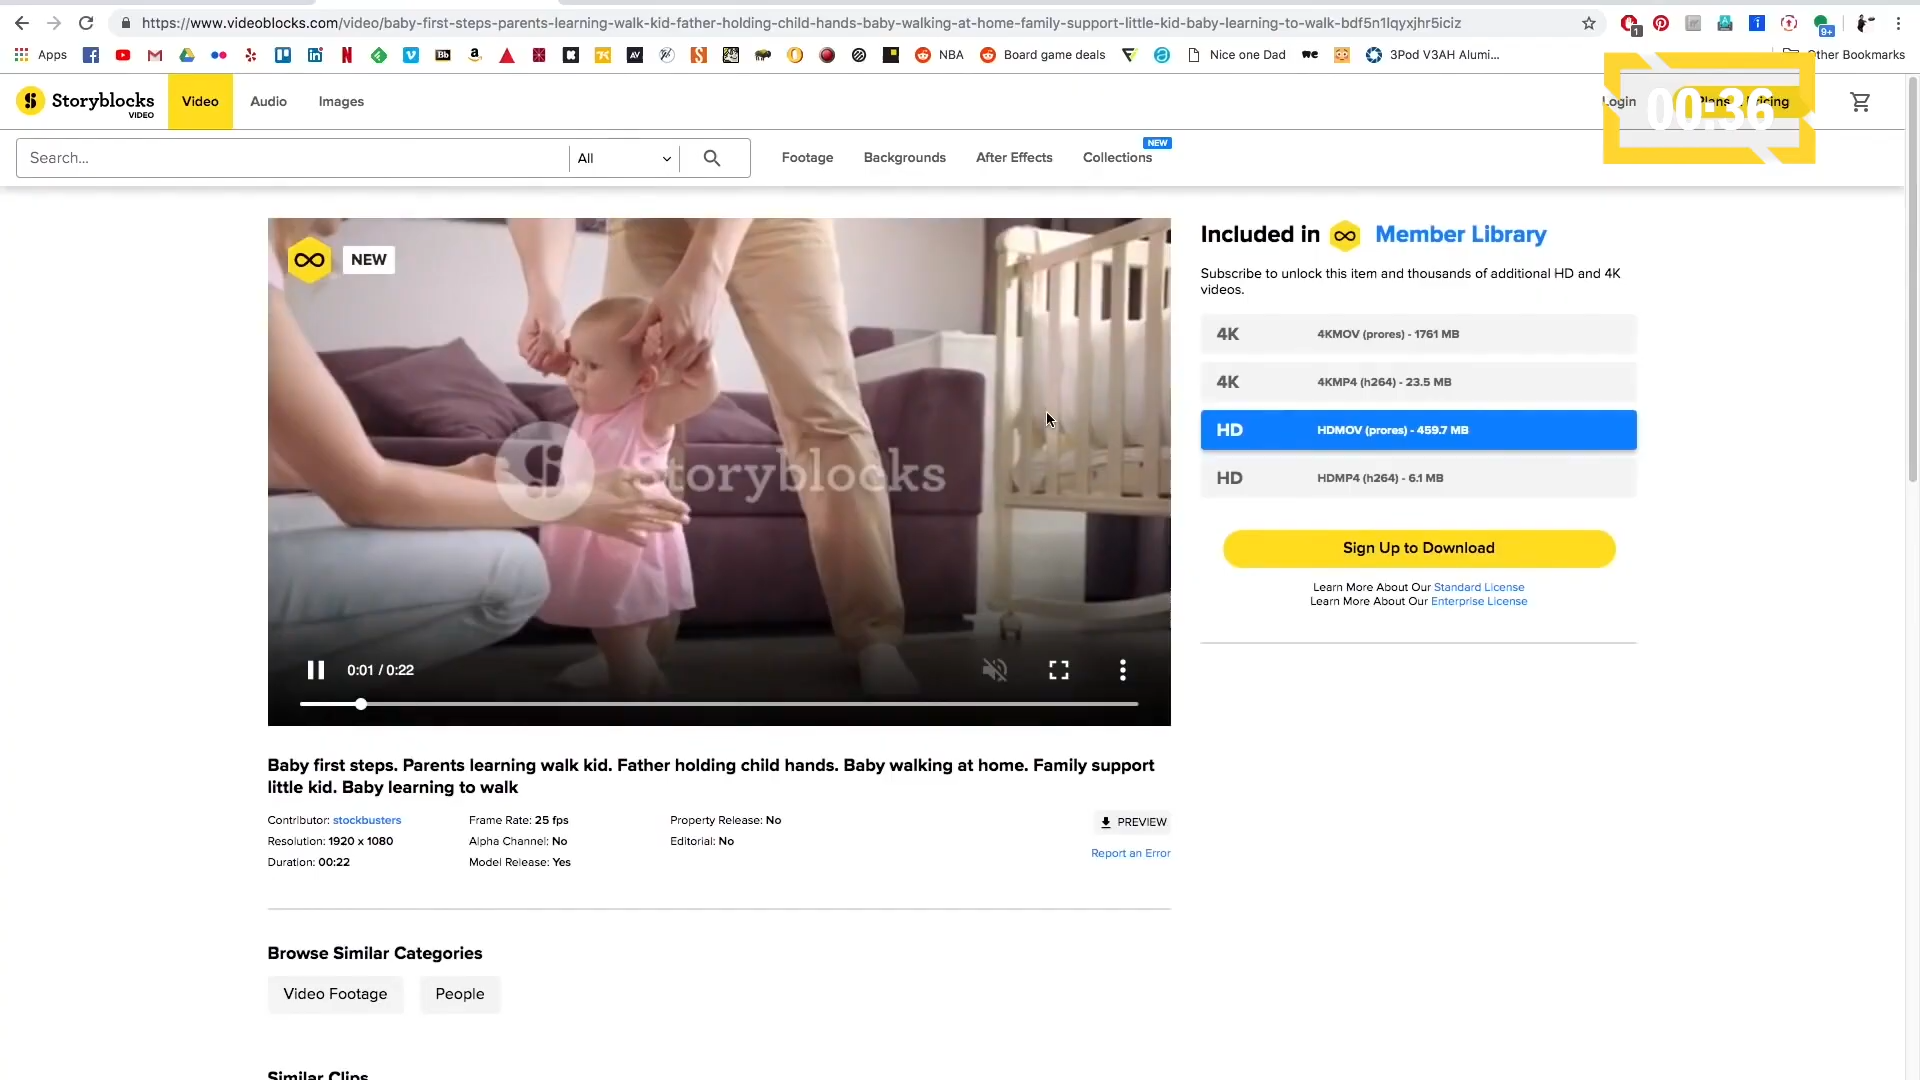 https://www.videoblocks.com/video/baby-first-steps-parents-learning-walk-kid-father-holding-child-hands-baby-walking-at-home-family-support-little-kid-baby-learning-to-walk-bdf5n1lqyxjhr5iciz
1
9+
Apps
Bb
a
AV
NBA
Board game deals
Nice one Dad
we
3Pod V3AH Alumi...
Other Bookmarks
Storyblocks
VIDEO
Video
Audio
Images
Login
Plans
Pricing
00:36
Search...
All
Footage
Backgrounds
After Effects
Collections
NEW
NEW
Storyblocks
0:01 / 0:22
Included in Member Library
Subscribe to unlock this item and thousands of additional HD and 4K
videos.
4K 4KMOV (prores) - 1761 MB
4K 4KMP4 (h264) - 23.5 MB
HD HDMOV (prores) - 459.7 MB
HD HDMP4 (h264) - 6.1 MB
Sign Up to Download
Learn More About Our Standard License
Learn More About Our Enterprise License
Baby first steps. Parents learning walk kid. Father holding child hands. Baby walking at home. Family support
little kid. Baby learning to walk
Contributor: stockbusters
Frame Rate: 25 fps
Property Release: No
PREVIEW
Resolution: 1920 x 1080
Alpha Channel: No
Editorial: No
Report an Error
Duration: 00:22
Model Release: Yes
Browse Similar Categories
Video Footage
People
Similar Clips